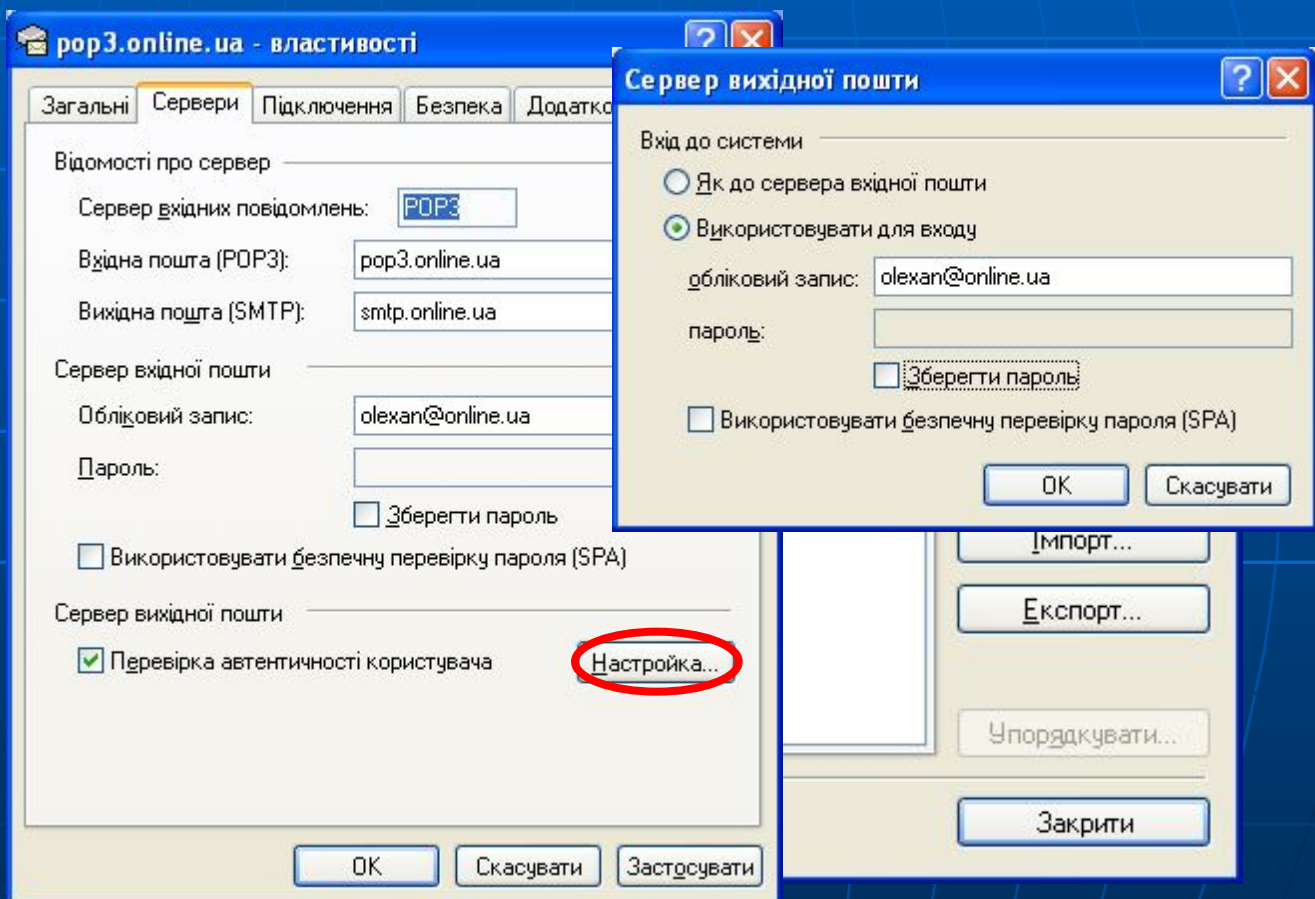 pop3.online.ua - властивості
Загальні Сервери Підключення Безпека Додатко
Відомості про сервер
Сервер вхідних повідомлень: POP3
Вхідна пошта (POP3): pop3.online.ua
Вихідна пошта (SMTP): smtp.online.ua
Сервер вхідної пошти
Обліковий запис: olexan@online.ua
Пароль:
Зберегти пароль
Використовувати безпечну перевірку пароля (SPA)
Сервер вихідної пошти
Перевірка автентичності користувача Настройка...
ОК Скасувати Застосувати
Сервер вихідної пошти
Вхід до системи
Як до сервера вхідної пошти
Використовувати для входу
обліковий запис: olexan@online.ua
пароль:
Зберегти пароль
Використовувати безпечну перевірку пароля (SPA)
ОК Скасувати
Імпорт...
Експорт...
Упорядкувати...
Закрити